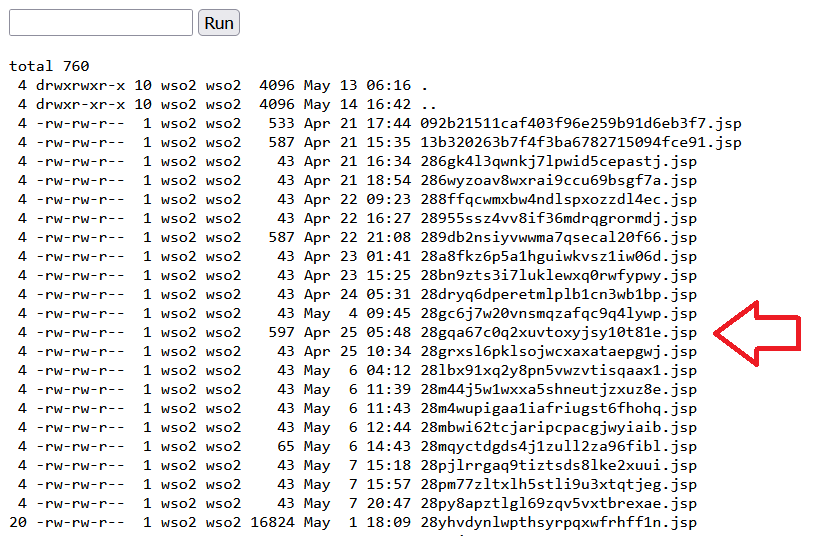 Run
total 760
4 drwxrwxr-x 10 wso2 wso2 4096 May 13 06:16 .
4 drwxr-xr-x 10 wso2 wso2 4096 May 14 16:42 ..
4 -rw-rw-r-- 1 wso2 wso2 533 Apr 21 17:44 092b21511caf403f96e259b91d6eb3f7.jsp
4 -rw-rw-r-- 1 wso2 wso2 587 Apr 21 15:35 13b320263b7f4f3ba6782715094fce91.jsp
4 -rw-rw-r-- 1 wso2 wso2 43 Apr 21 16:34 286gk4l3qwnkj7lpwid5cepastj.jsp
4 -rw-rw-r-- 1 wso2 wso2 43 Apr 21 18:54 286wyzoav8wxrai9ccu69bsgf7a.jsp
4 -rw-rw-r-- 1 wso2 wso2 43 Apr 22 09:23 288ffqcwmxbw4ndlspxozzdl4ec.jsp
4 -rw-rw-r-- 1 wso2 wso2 43 Apr 22 16:27 28955ssz4vv8if36mdrqgrormdj.jsp
4 -rw-rw-r-- 1 wso2 wso2 587 Apr 22 21:08 289db2nsiyvwwma7qsecal20f66.jsp
4 -rw-rw-r-- 1 wso2 wso2 43 Apr 23 01:41 28a8fkz6p5a1hguiwkvsz1iw06d.jsp
4 -rw-rw-r-- 1 wso2 wso2 43 Apr 23 15:25 28bn9zts3i7luklewxq0rwfypwy.jsp
4 -rw-rw-r-- 1 wso2 wso2 43 Apr 24 05:31 28dryq6dperetmlplb1cn3wb1bp.jsp
4 -rw-rw-r-- 1 wso2 wso2 43 May 4 09:45 28gc6j7w20vnsmqzafqc9q4lywp.jsp
4 -rw-rw-r-- 1 wso2 wso2 597 Apr 25 05:48 28gqa67c0q2xuvtoxyjsy10t81e.jsp
4 -rw-rw-r-- 1 wso2 wso2 43 Apr 25 10:34 28grxsl6pklsojwcxaxataepgwj.jsp
4 -rw-rw-r-- 1 wso2 wso2 43 May 6 04:12 28lbx91xq2y8pn5vwzvtisqaax1.jsp
4 -rw-rw-r-- 1 wso2 wso2 43 May 6 11:39 28m44j5w1wxxa5shneutjzxuz8e.jsp
4 -rw-rw-r-- 1 wso2 wso2 43 May 6 11:43 28m4wupigaa1iafriugst6fhohq.jsp
4 -rw-rw-r-- 1 wso2 wso2 43 May 6 12:44 28mbwi62tcjaripcpacgjwyiaib.jsp
4 -rw-rw-r-- 1 wso2 wso2 65 May 6 14:43 28mqyctdgds4j1zull2za96fibl.jsp
4 -rw-rw-r-- 1 wso2 wso2 43 May 7 15:18 28pjlrrgaq9tiztsds8lke2xuui.jsp
4 -rw-rw-r-- 1 wso2 wso2 43 May 7 15:57 28pm77zltxlh5stli9u3xtqtjeg.jsp
4 -rw-rw-r-- 1 wso2 wso2 43 May 7 20:47 28py8apztlgl69zqv5vxtbrexae.jsp
20 -rw-rw-r-- 1 wso2 wso2 16824 May 1 18:09 28yhvdynlwpthsyrpqxwfrhff1n.jsp